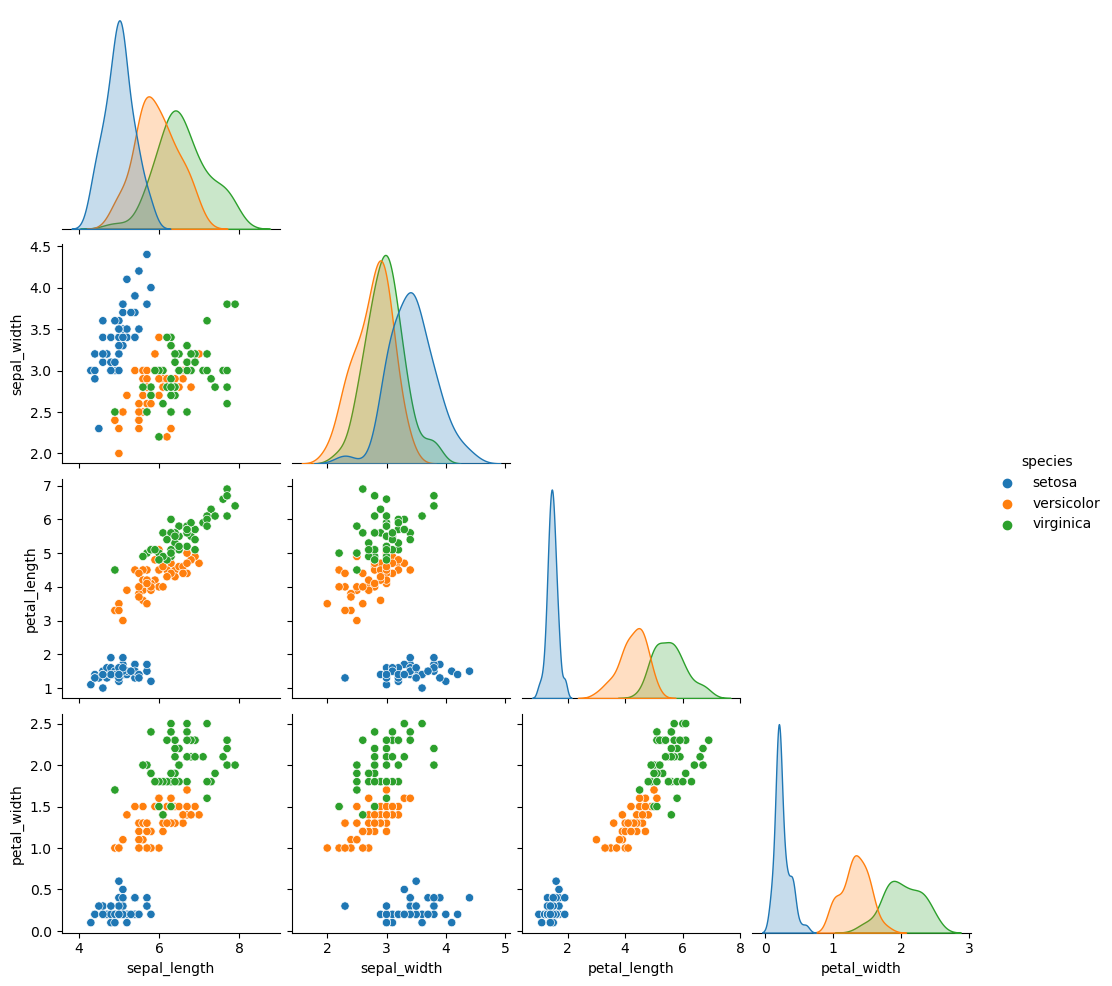 4.5
4.0
3.5
3.0
2.5
2.0
sepal_width
7
6
5
4
3
2
1
petal_length
2.5
2.0
1.5
1.0
0.5
0.0
petal_width
4 6 8
sepal_length
2 3 4 5
sepal_width
2 4 6 8
petal_length
0 1 2 3
petal_width
species
setosa
versicolor
virginica